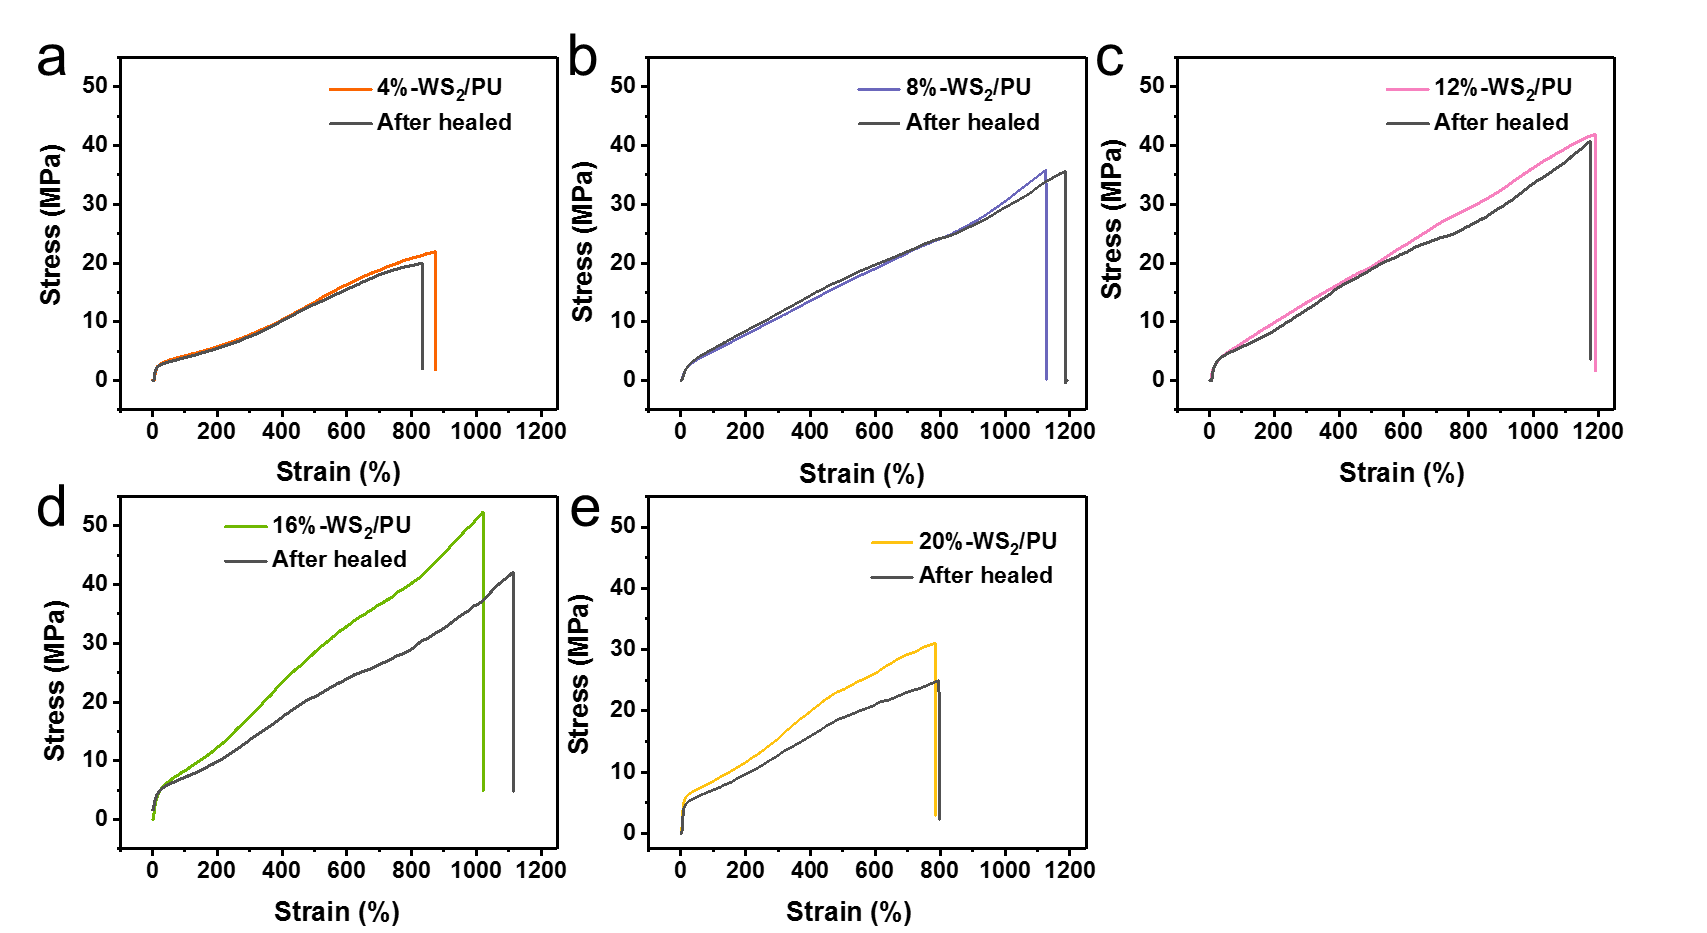 a
4%-WS₂/PU
After healed
50
40
30
20
10
0
Stress (MPa)
0 200 400 600 800 1000 1200
Strain (%)
b
8%-WS₂/PU
After healed
50
40
30
20
10
0
Stress (MPa)
0 200 400 600 800 1000 1200
Strain (%)
c
12%-WS₂/PU
After healed
50
40
30
20
10
0
Stress (MPa)
0 200 400 600 800 1000 1200
Strain (%)
d
16%-WS₂/PU
After healed
50
40
30
20
10
0
Stress (MPa)
0 200 400 600 800 1000 1200
Strain (%)
e
20%-WS₂/PU
After healed
50
40
30
20
10
0
Stress (MPa)
0 200 400 600 800 1000 1200
Strain (%)